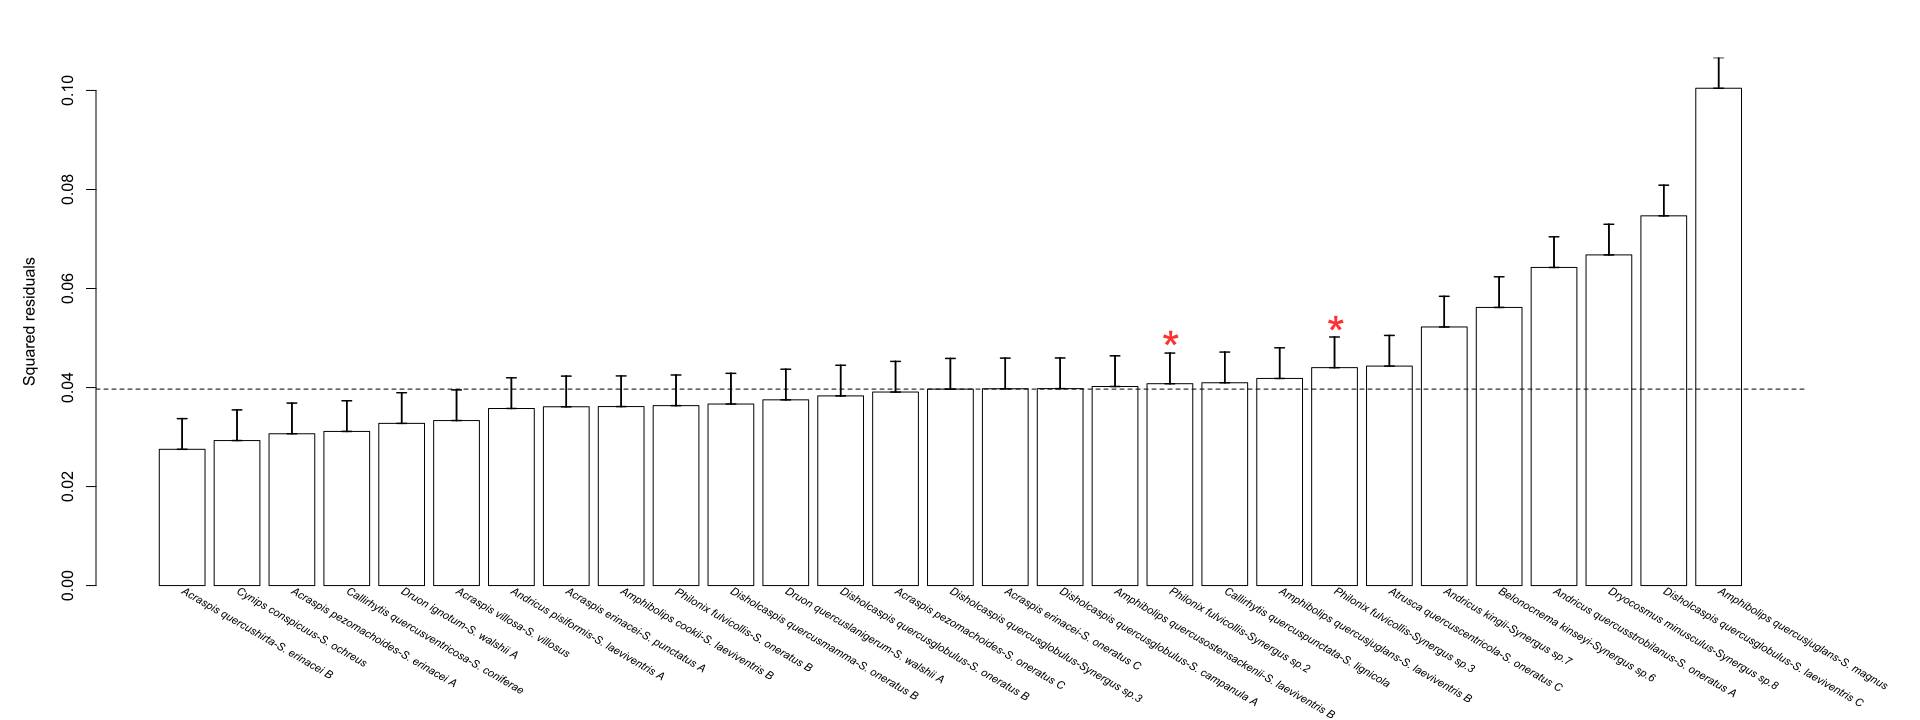 0.10
0.08
0.06
0.04
0.02
0.00
Squared residuals
*
*
Acraspis quercushirta-S. erinacei B
Cynips conspicuus-S. ochreus
Acraspis pezomachoides-S. erinacei A
Callirhytis quercusventricosa-S. coniferae
Druon ignotum-S. walshii A
Acraspis villosa-S. villosus
Andricus pisiformis-S. laeviventris A
Acraspis erinacei-S. punctatus A
Amphibolips cookii-S. laeviventris B
Philonix fulvicollis-S. oneratus B
Disholcaspis quercusmamma-S. oneratus B
Druon quercuslanigerum-S. walshii A
Disholcaspis quercusglobulus-S. oneratus B
Acraspis pezomachoides-S. oneratus C
Disholcaspis quercusglobulus-Synergus sp.3
Acraspis erinacei-S. oneratus C
Disholcaspis quercusglobulus-S. campanula A
Amphibolips quercusostensackenii-S. laeviventris B
Philonix fulvicollis-Synergus sp.2
Callirhytis quercuspunctata-S. lignicola
Amphibolips quercusjuglans-S. laeviventris B
Philonix fulvicollis-Synergus sp.3
Atrusca quercuscentricola-S. oneratus C
Andricus kingii-Synergus sp.7
Belonocnema kinseyi-Synergus sp.6
Andricus quercusstrobilanus-S. oneratus A
Dryocosmus minusculus-Synergus sp.8
Disholcaspis quercusglobulus-S. laeviventris C
Amphibolips quercusjuglans-S. magnus